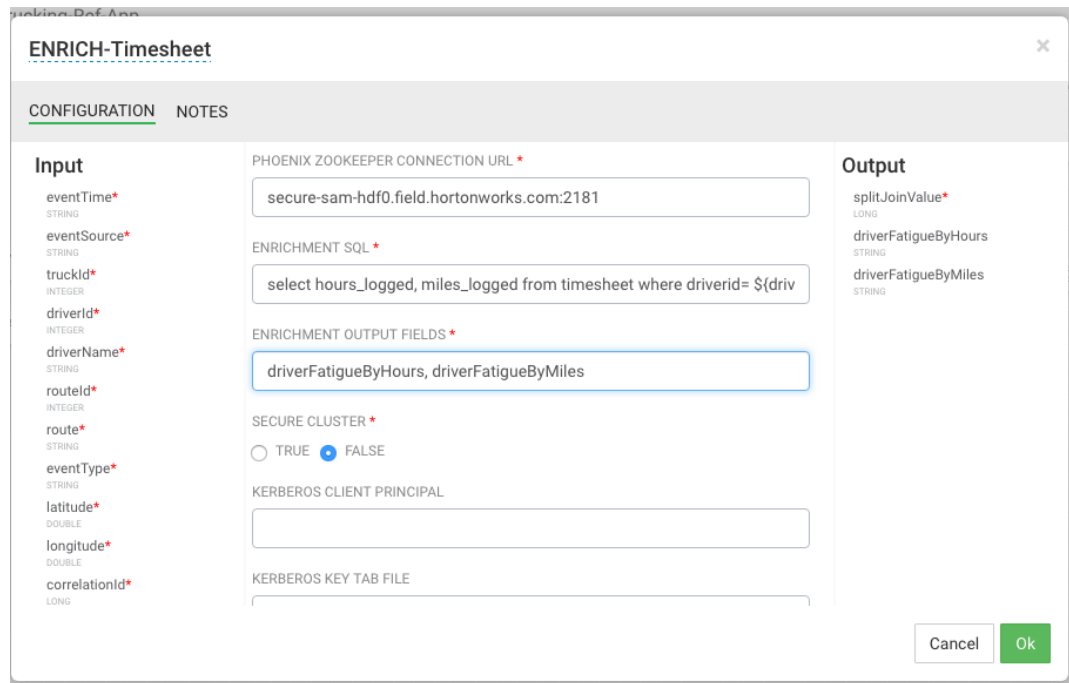 ENRICH-Timesheet
×
CONFIGURATION NOTES
Input
eventTime*
STRING
eventSource*
STRING
truckId*
INTEGER
driverId*
INTEGER
driverName*
STRING
routeId*
INTEGER
route*
STRING
eventType*
STRING
latitude*
DOUBLE
longitude*
DOUBLE
correlationId*
LONG
PHOENIX ZOOKEEPER CONNECTION URL *
secure-sam-hdf0.field.hortonworks.com:2181
ENRICHMENT SQL *
select hours_logged, miles_logged from timesheet where driverid= ${driv
ENRICHMENT OUTPUT FIELDS *
driverFatigueByHours, driverFatigueByMiles
SECURE CLUSTER *
TRUE FALSE
KERBEROS CLIENT PRINCIPAL
KERBEROS KEY TAB FILE
Output
splitJoinValue*
LONG
driverFatigueByHours
STRING
driverFatigueByMiles
STRING
Cancel Ok